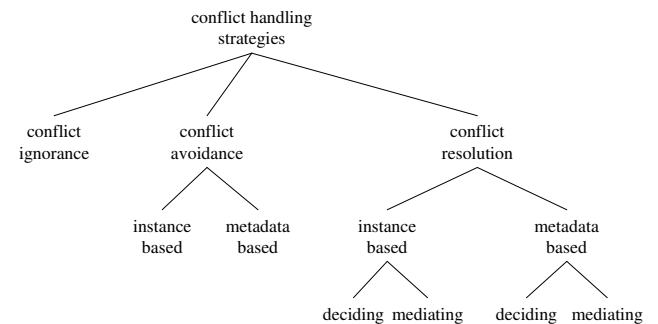 conflict handling
strategies
conflict
ignorance
conflict
avoidance
conflict
resolution
instance
based
metadata
based
instance
based
metadata
based
deciding
mediating
deciding
mediating